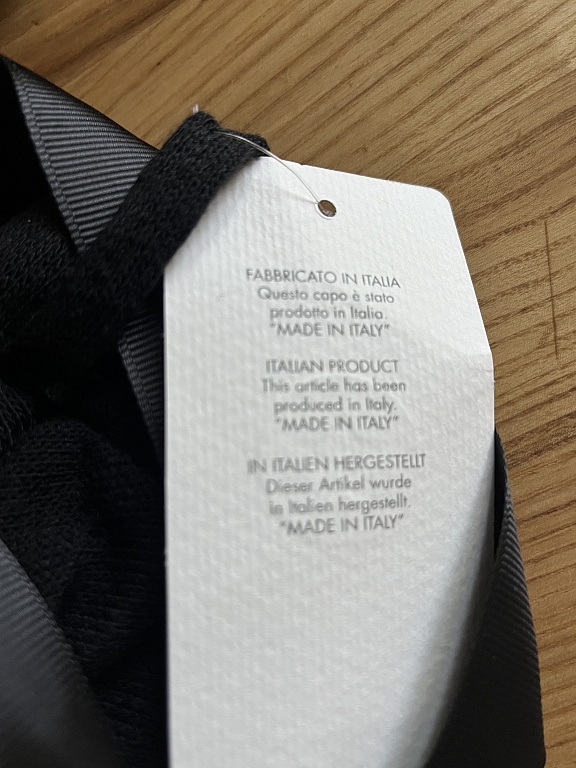 FABBRICATO IN ITALIA
Questo capo è stato
prodotto in Italia.
"MADE IN ITALY"
ITALIAN PRODUCT
This article has been
produced in Italy.
"MADE IN ITALY"
IN ITALIEN HERGESTELLT
Dieser Artikel wurde
in Italien hergestellt.
"MADE IN ITALY"